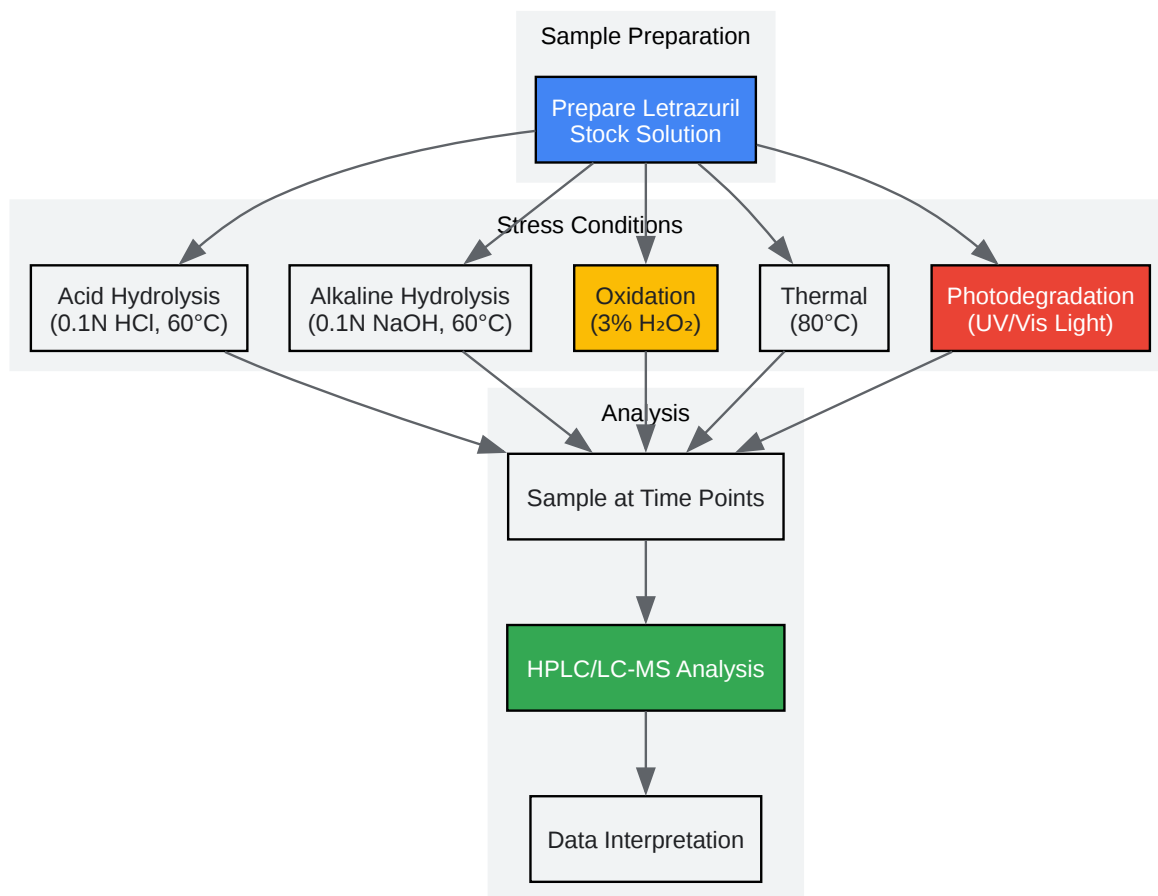 Sample Preparation
Prepare Letrazuril
Stock Solution
Stress Conditions
Acid Hydrolysis
(0.1N HCl, 60°C)
Alkaline Hydrolysis
(0.1N NaOH, 60°C)
Oxidation
(3% H₂O₂)
Thermal
(80°C)
Photodegradation
(UV/Vis Light)
Analysis
Sample at Time Points
HPLC/LC-MS Analysis
Data Interpretation